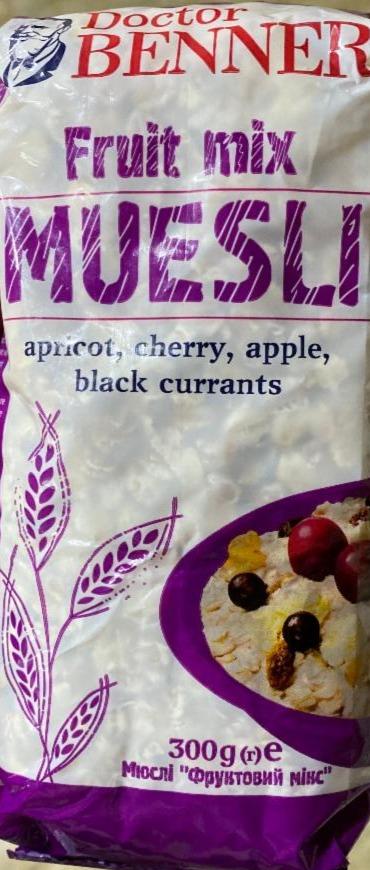 Doctor
BENNER
Fruit mix
MUESLI
apricot, cherry, apple,
black currants
300g(г)e
Мюслі "Фруктовий мікс"